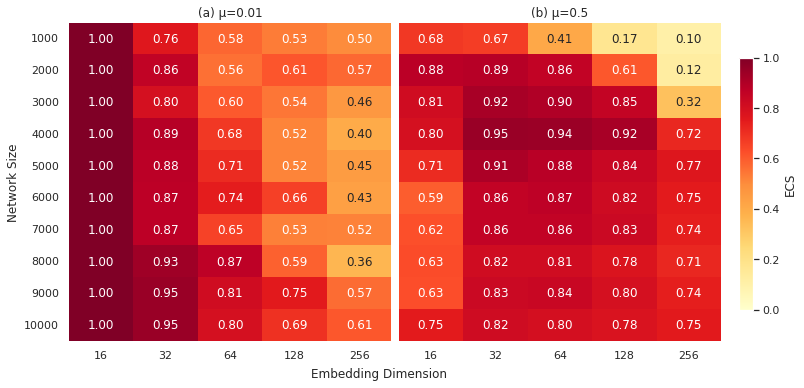 (a) μ=0.01 (b) μ=0.5
1000 1.00 0.76 0.58 0.53 0.50 0.68 0.67 0.41 0.17 0.10
2000 1.00 0.86 0.56 0.61 0.57 0.88 0.89 0.86 0.61 0.12
3000 1.00 0.80 0.60 0.54 0.46 0.81 0.92 0.90 0.85 0.32
4000 1.00 0.89 0.68 0.52 0.40 0.80 0.95 0.94 0.92 0.72
5000 1.00 0.88 0.71 0.52 0.45 0.71 0.91 0.88 0.84 0.77
6000 1.00 0.87 0.74 0.66 0.43 0.59 0.86 0.87 0.82 0.75
7000 1.00 0.87 0.65 0.53 0.52 0.62 0.86 0.86 0.83 0.74
8000 1.00 0.93 0.87 0.59 0.36 0.63 0.82 0.81 0.78 0.71
9000 1.00 0.95 0.81 0.75 0.57 0.63 0.83 0.84 0.80 0.74
10000 1.00 0.95 0.80 0.69 0.61 0.75 0.82 0.80 0.78 0.75
16 32 64 128 256 16 32 64 128 256
Embedding Dimension
Network Size
1.0
0.8
0.6
0.4
0.2
0.0
ECS